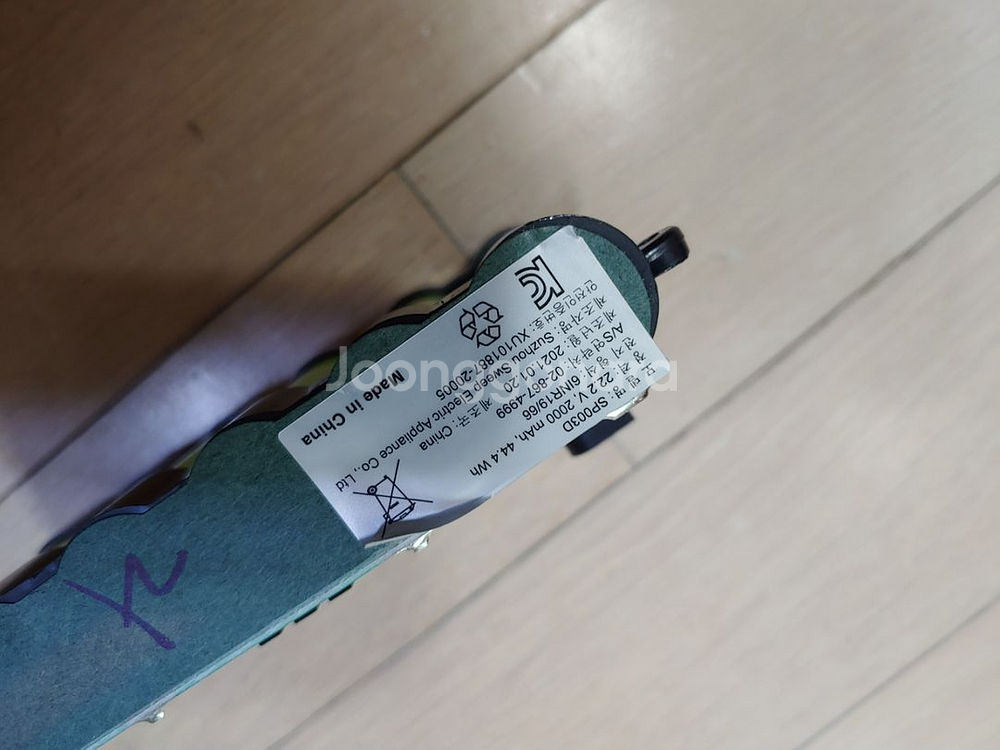 모델명: SP003D
정격: 22.2 V, 2000 mAh, 44.4 Wh
전지형식: 6INR19/66
A/S연락처: 02-867-4999
제조년월: 2021.01.20 제조국: China
제조자명: Suzhou Sweep Electric Appliance Co., Ltd
안전인증번호: XU101887-20005
Made in China
Joonggonara